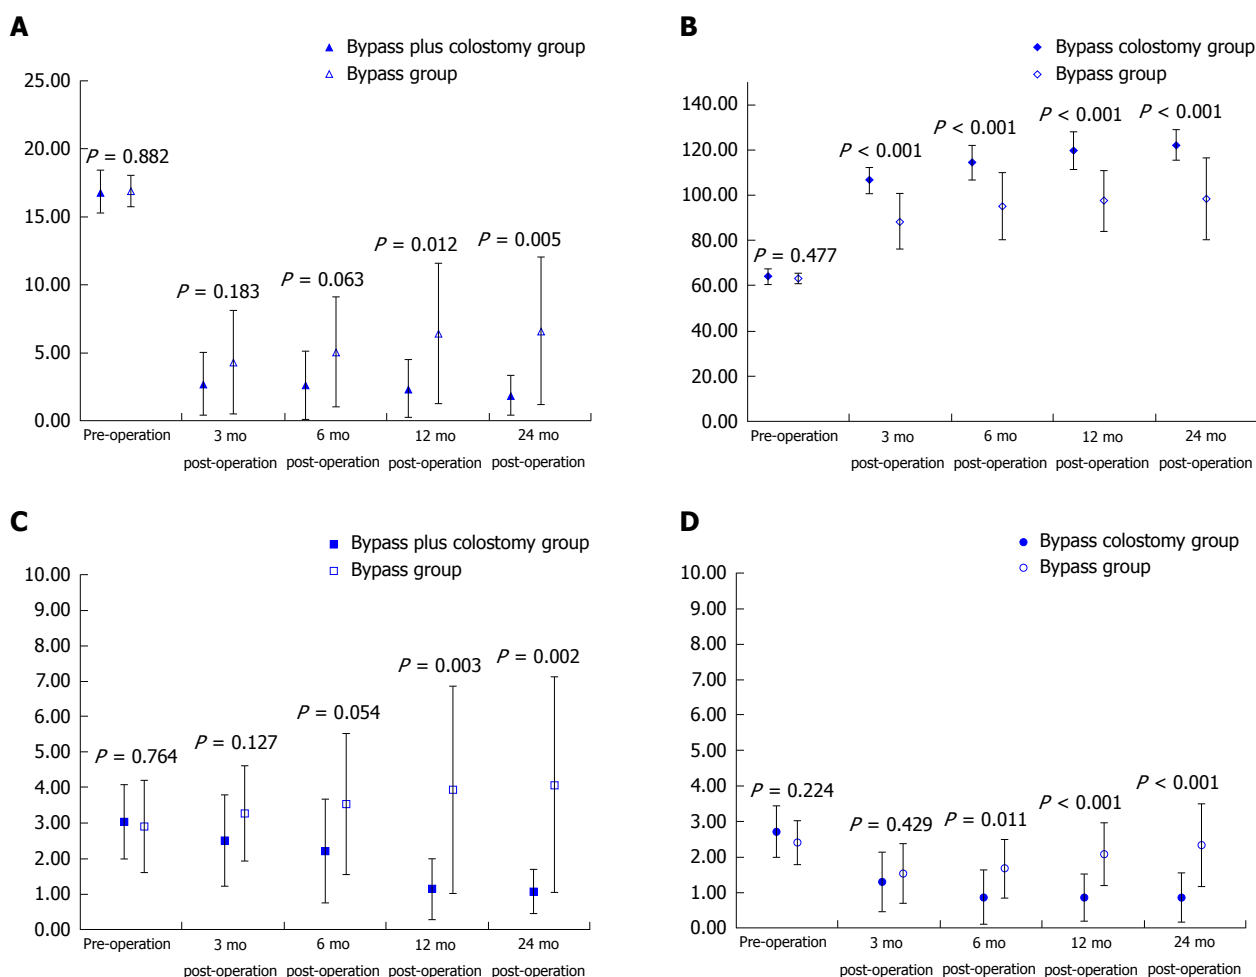 A
Bypass plus colostomy group
Bypass group
25.00
20.00
15.00
10.00
5.00
0.00
P = 0.882
P = 0.183
P = 0.063
P = 0.012
P = 0.005
Pre-operation
3 mo
post-operation
6 mo
post-operation
12 mo
post-operation
24 mo
post-operation
B
Bypass colostomy group
Bypass group
140.00
120.00
100.00
80.00
60.00
40.00
20.00
0.00
P = 0.477
P < 0.001
P < 0.001
P < 0.001
P < 0.001
Pre-operation
3 mo
post-operation
6 mo
post-operation
12 mo
post-operation
24 mo
post-operation
C
Bypass plus colostomy group
Bypass group
10.00
9.00
8.00
7.00
6.00
5.00
4.00
3.00
2.00
1.00
0.00
P = 0.764
P = 0.127
P = 0.054
P = 0.003
P = 0.002
Pre-operation
3 mo
post-operation
6 mo
post-operation
12 mo
post-operation
24 mo
post-operation
D
Bypass colostomy group
Bypass group
10.00
9.00
8.00
7.00
6.00
5.00
4.00
3.00
2.00
1.00
0.00
P = 0.224
P = 0.429
P = 0.011
P < 0.001
P < 0.001
Pre-operation
3 mo
post-operation
6 mo
post-operation
12 mo
post-operation
24 mo
post-operation